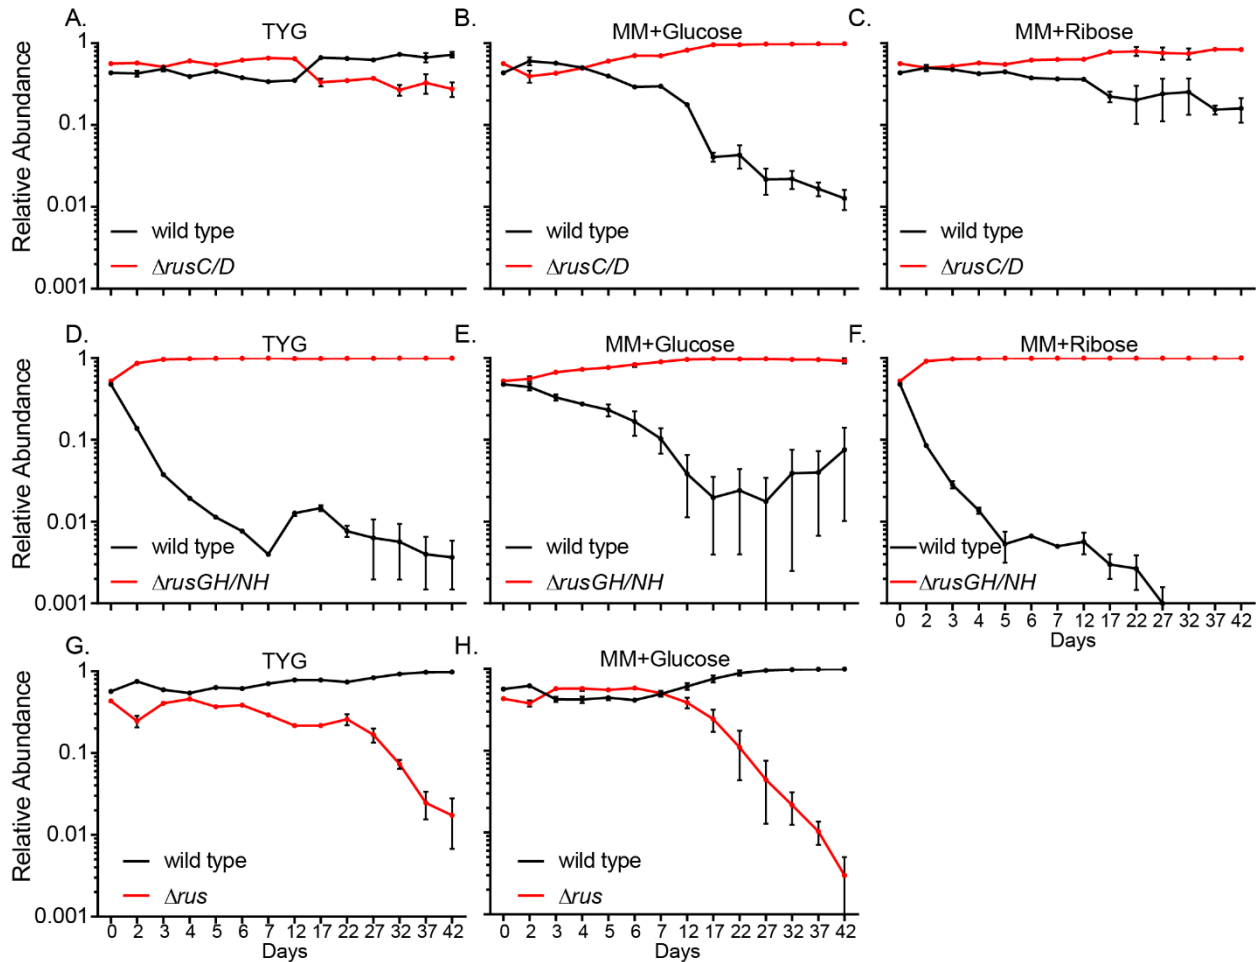 A. TYG
B. MM+Glucose
C. MM+Ribose
Relative Abundance
1
0.1
0.01
0.001
wild type
ΔrusC/D
wild type
ΔrusC/D
wild type
ΔrusC/D
D. TYG
E. MM+Glucose
F. MM+Ribose
Relative Abundance
1
0.1
0.01
0.001
wild type
ΔrusGH/NH
wild type
ΔrusGH/NH
wild type
ΔrusGH/NH
0 2 3 4 5 6 7 12 17 22 27 32 37 42
Days
G. TYG
H. MM+Glucose
Relative Abundance
1
0.1
0.01
0.001
wild type
Δrus
wild type
Δrus
0 2 3 4 5 6 7 12 17 22 27 32 37 42
Days
0 2 3 4 5 6 7 12 17 22 27 32 37 42
Days